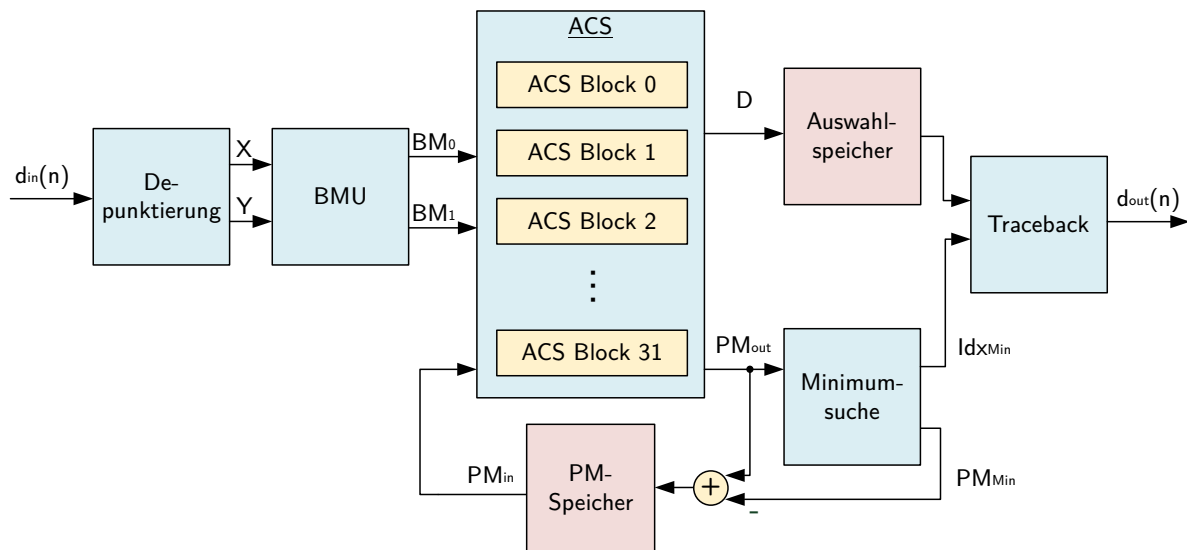 ACS
ACS Block 0
ACS Block 1
ACS Block 2
⋮
ACS Block 31
din(n)
De-
punktierung
X
Y
BMU
BM0
BM1
D
Auswahl-
speicher
Traceback
dout(n)
PMout
Minimum-
suche
IdxMin
PMMin
PMin
PM-
Speicher
+
-